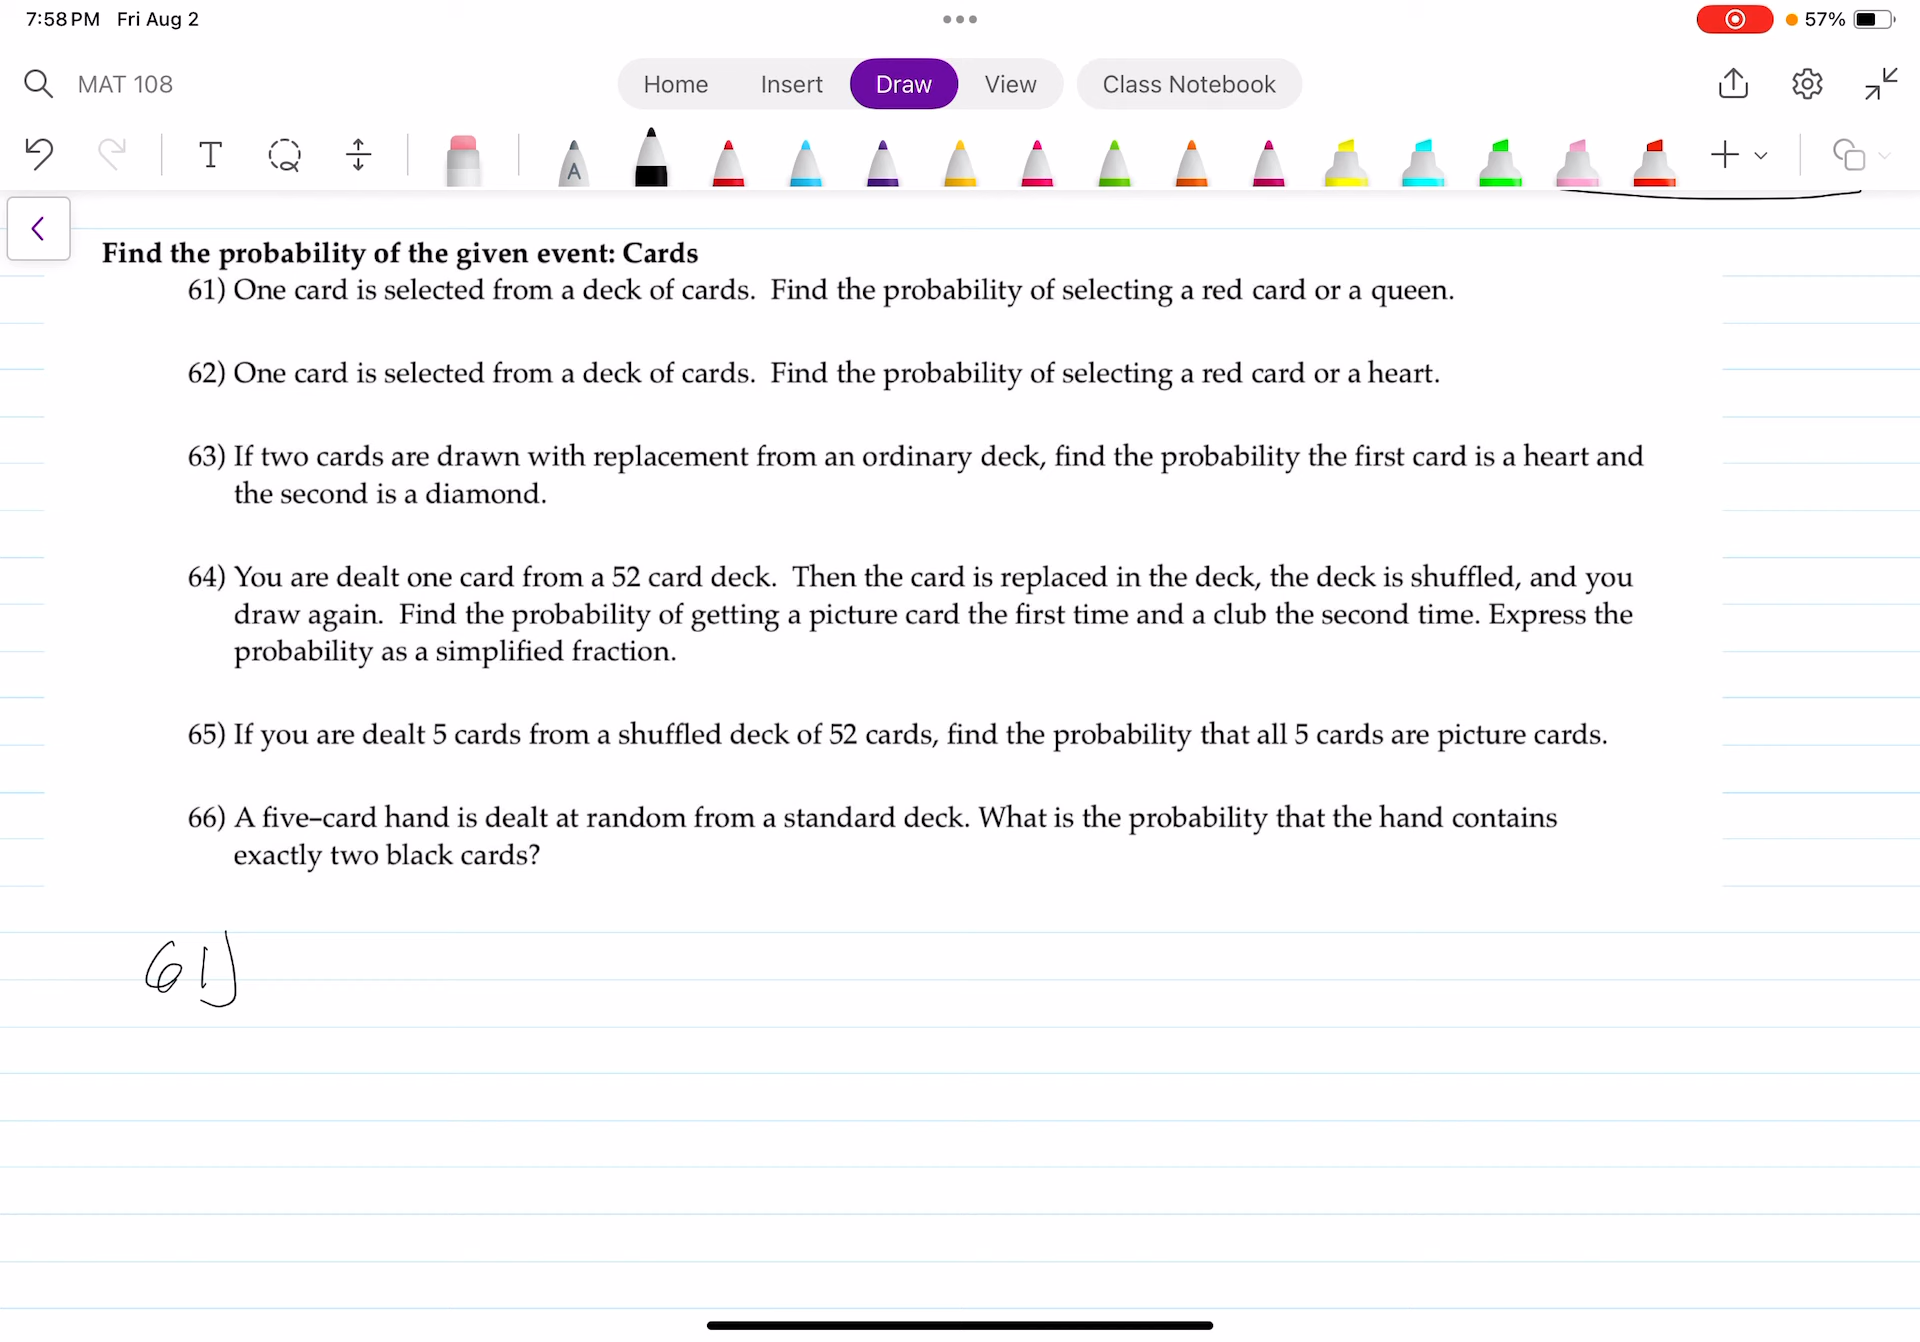 7:58 PM Fri Aug 2
57%
MAT 108
Home Insert Draw View Class Notebook
T A
Find the probability of the given event: Cards
61) One card is selected from a deck of cards. Find the probability of selecting a red card or a queen.
62) One card is selected from a deck of cards. Find the probability of selecting a red card or a heart.
63) If two cards are drawn with replacement from an ordinary deck, find the probability the first card is a heart and
the second is a diamond.
64) You are dealt one card from a 52 card deck. Then the card is replaced in the deck, the deck is shuffled, and you
draw again. Find the probability of getting a picture card the first time and a club the second time. Express the
probability as a simplified fraction.
65) If you are dealt 5 cards from a shuffled deck of 52 cards, find the probability that all 5 cards are picture cards.
66) A five-card hand is dealt at random from a standard deck. What is the probability that the hand contains
exactly two black cards?
61)